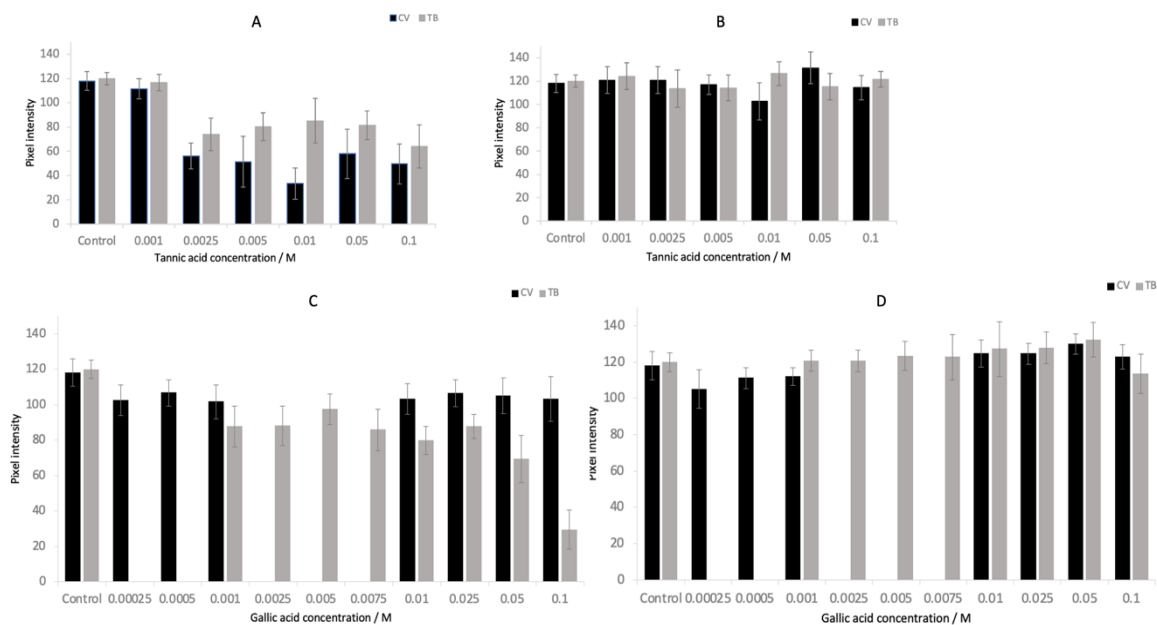 A
CV TB
Pixel intensity
140
120
100
80
60
40
20
0
Control 0.001 0.0025 0.005 0.01 0.05 0.1
Tannic acid concentration / M
B
CV TB
Pixel intensity
140
120
100
80
60
40
20
0
Control 0.001 0.0025 0.005 0.01 0.05 0.1
Tannic acid concentration / M
C
CV TB
Pixel intensity
140
120
100
80
60
40
20
0
Control 0.00025 0.0005 0.001 0.0025 0.005 0.0075 0.01 0.025 0.05 0.1
Gallic acid concentration / M
D
CV TB
Pixel intensity
140
120
100
80
60
40
20
0
Control 0.00025 0.0005 0.001 0.0025 0.005 0.0075 0.01 0.025 0.05 0.1
Gallic acid concentration / M